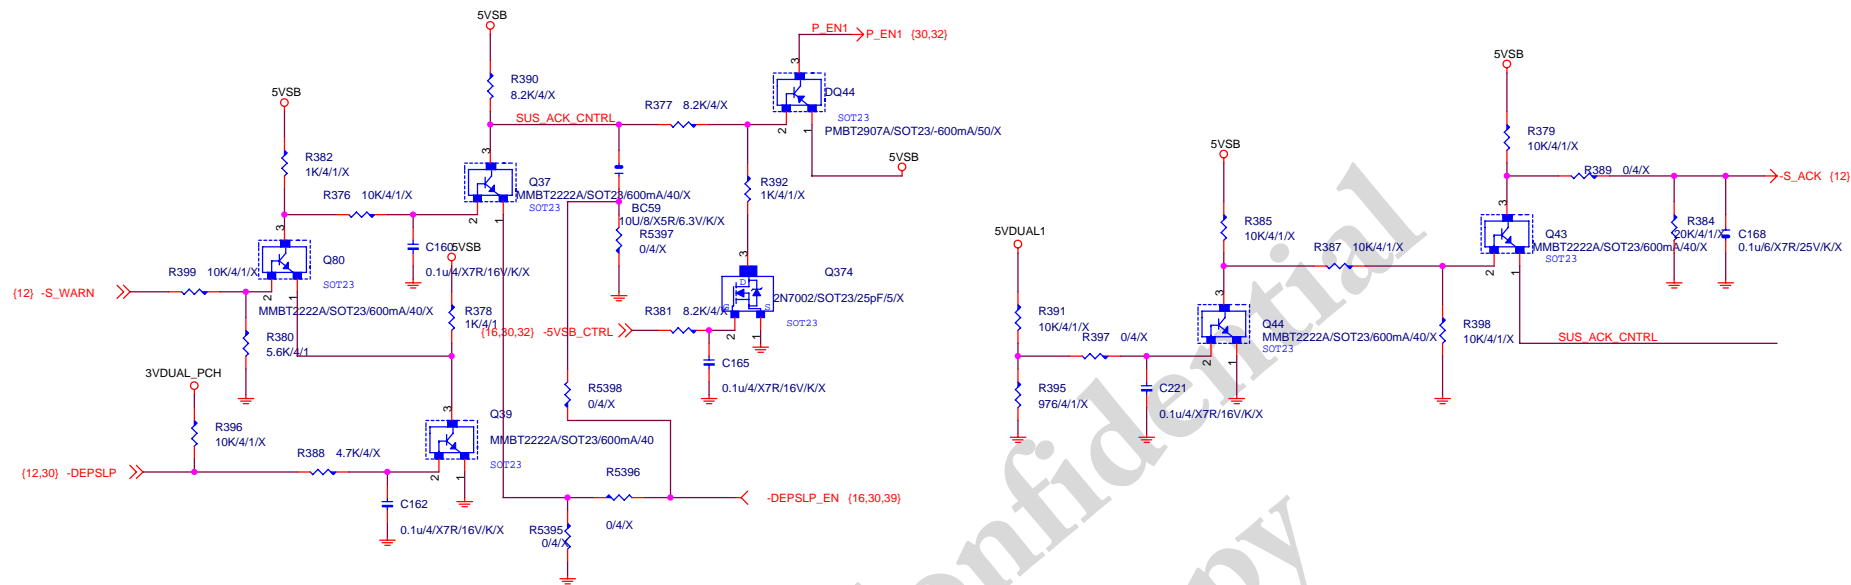 5VSB
P_EN1
P_EN1 {30,32}
3
R390
8.2K/4/X
5VSB
5VSB
DQ44
R377 8.2K/4/X
SUS_ACK_CNTRL
SOT23
2
1
PMBT2907A/SOT23/-600mA/50/X
R379
10K/4/1/X
3
R382
1K/4/1/X
5VSB
5VSB
R389 0/4/X
-S_ACK {12}
R376 10K/4/1/X
Q37
MMBT2222A/SOT23/600mA/40/X
SOT23
2
1
R392
1K/4/1/X
BC59
10U/8/X5R/6.3V/K/X
R5397
0/4/X
3
R385
10K/4/1/X
R384
20K/4/1/X
C168
0.1u/6/X7R/25V/K/X
Q43
MMBT2222A/SOT23/600mA/40/X
SOT23
2
1
3
C160
5VSB
0.1u/4/X7R/16V/K/X
5VDUAL1
R387 10K/4/1/X
Q80
SOT23
2
1
MMBT2222A/SOT23/600mA/40/X
R399 10K/4/1/X
{12} -S_WARN
3
D
Q374
2N7002/SOT23/25pF/5/X
G
S
SOT23
2
1
R378
1K/4/1
R381 8.2K/4/X
{16,30,32} -5VSB_CTRL
R380
5.6K/4/1
R391
10K/4/1/X
3
Q44
MMBT2222A/SOT23/600mA/40/X
SOT23
2
1
R398
10K/4/1/X
SUS_ACK_CNTRL
R397 0/4/X
C165
0.1u/4/X7R/16V/K/X
3VDUAL_PCH
R5398
0/4/X
R395
976/4/1/X
C221
0.1u/4/X7R/16V/K/X
3
Q39
MMBT2222A/SOT23/600mA/40
SOT23
2
1
R396
10K/4/1/X
R388 4.7K/4/X
{12,30} -DEPSLP
C162
0.1u/4/X7R/16V/K/X
R5396
0/4/X
-DEPSLP_EN {16,30,39}
R5395
0/4/X
onfidential
py